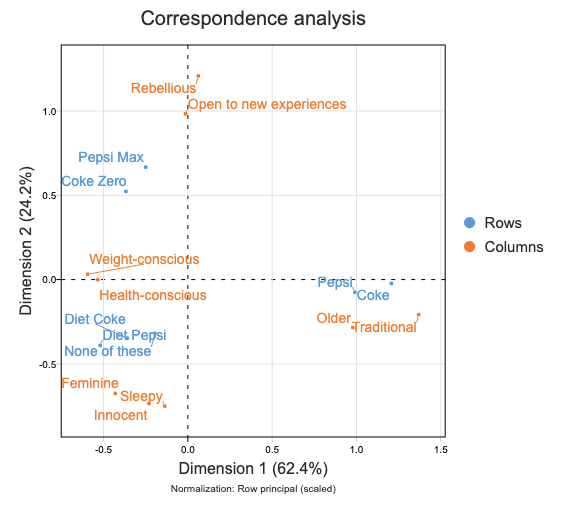 Correspondence analysis
Rebellious
Open to new experiences
1.0
Pepsi Max
Coke Zero
0.5
Rows
Columns
Weight-conscious
0.0
Health-conscious
Pepsi
Coke
Older
Traditional
Diet Coke
Diet Pepsi
None of these
-0.5
Feminine
Sleepy
Innocent
Dimension 2 (24.2%)
-0.5 0.0 0.5 1.0 1.5
Dimension 1 (62.4%)
Normalization: Row principal (scaled)